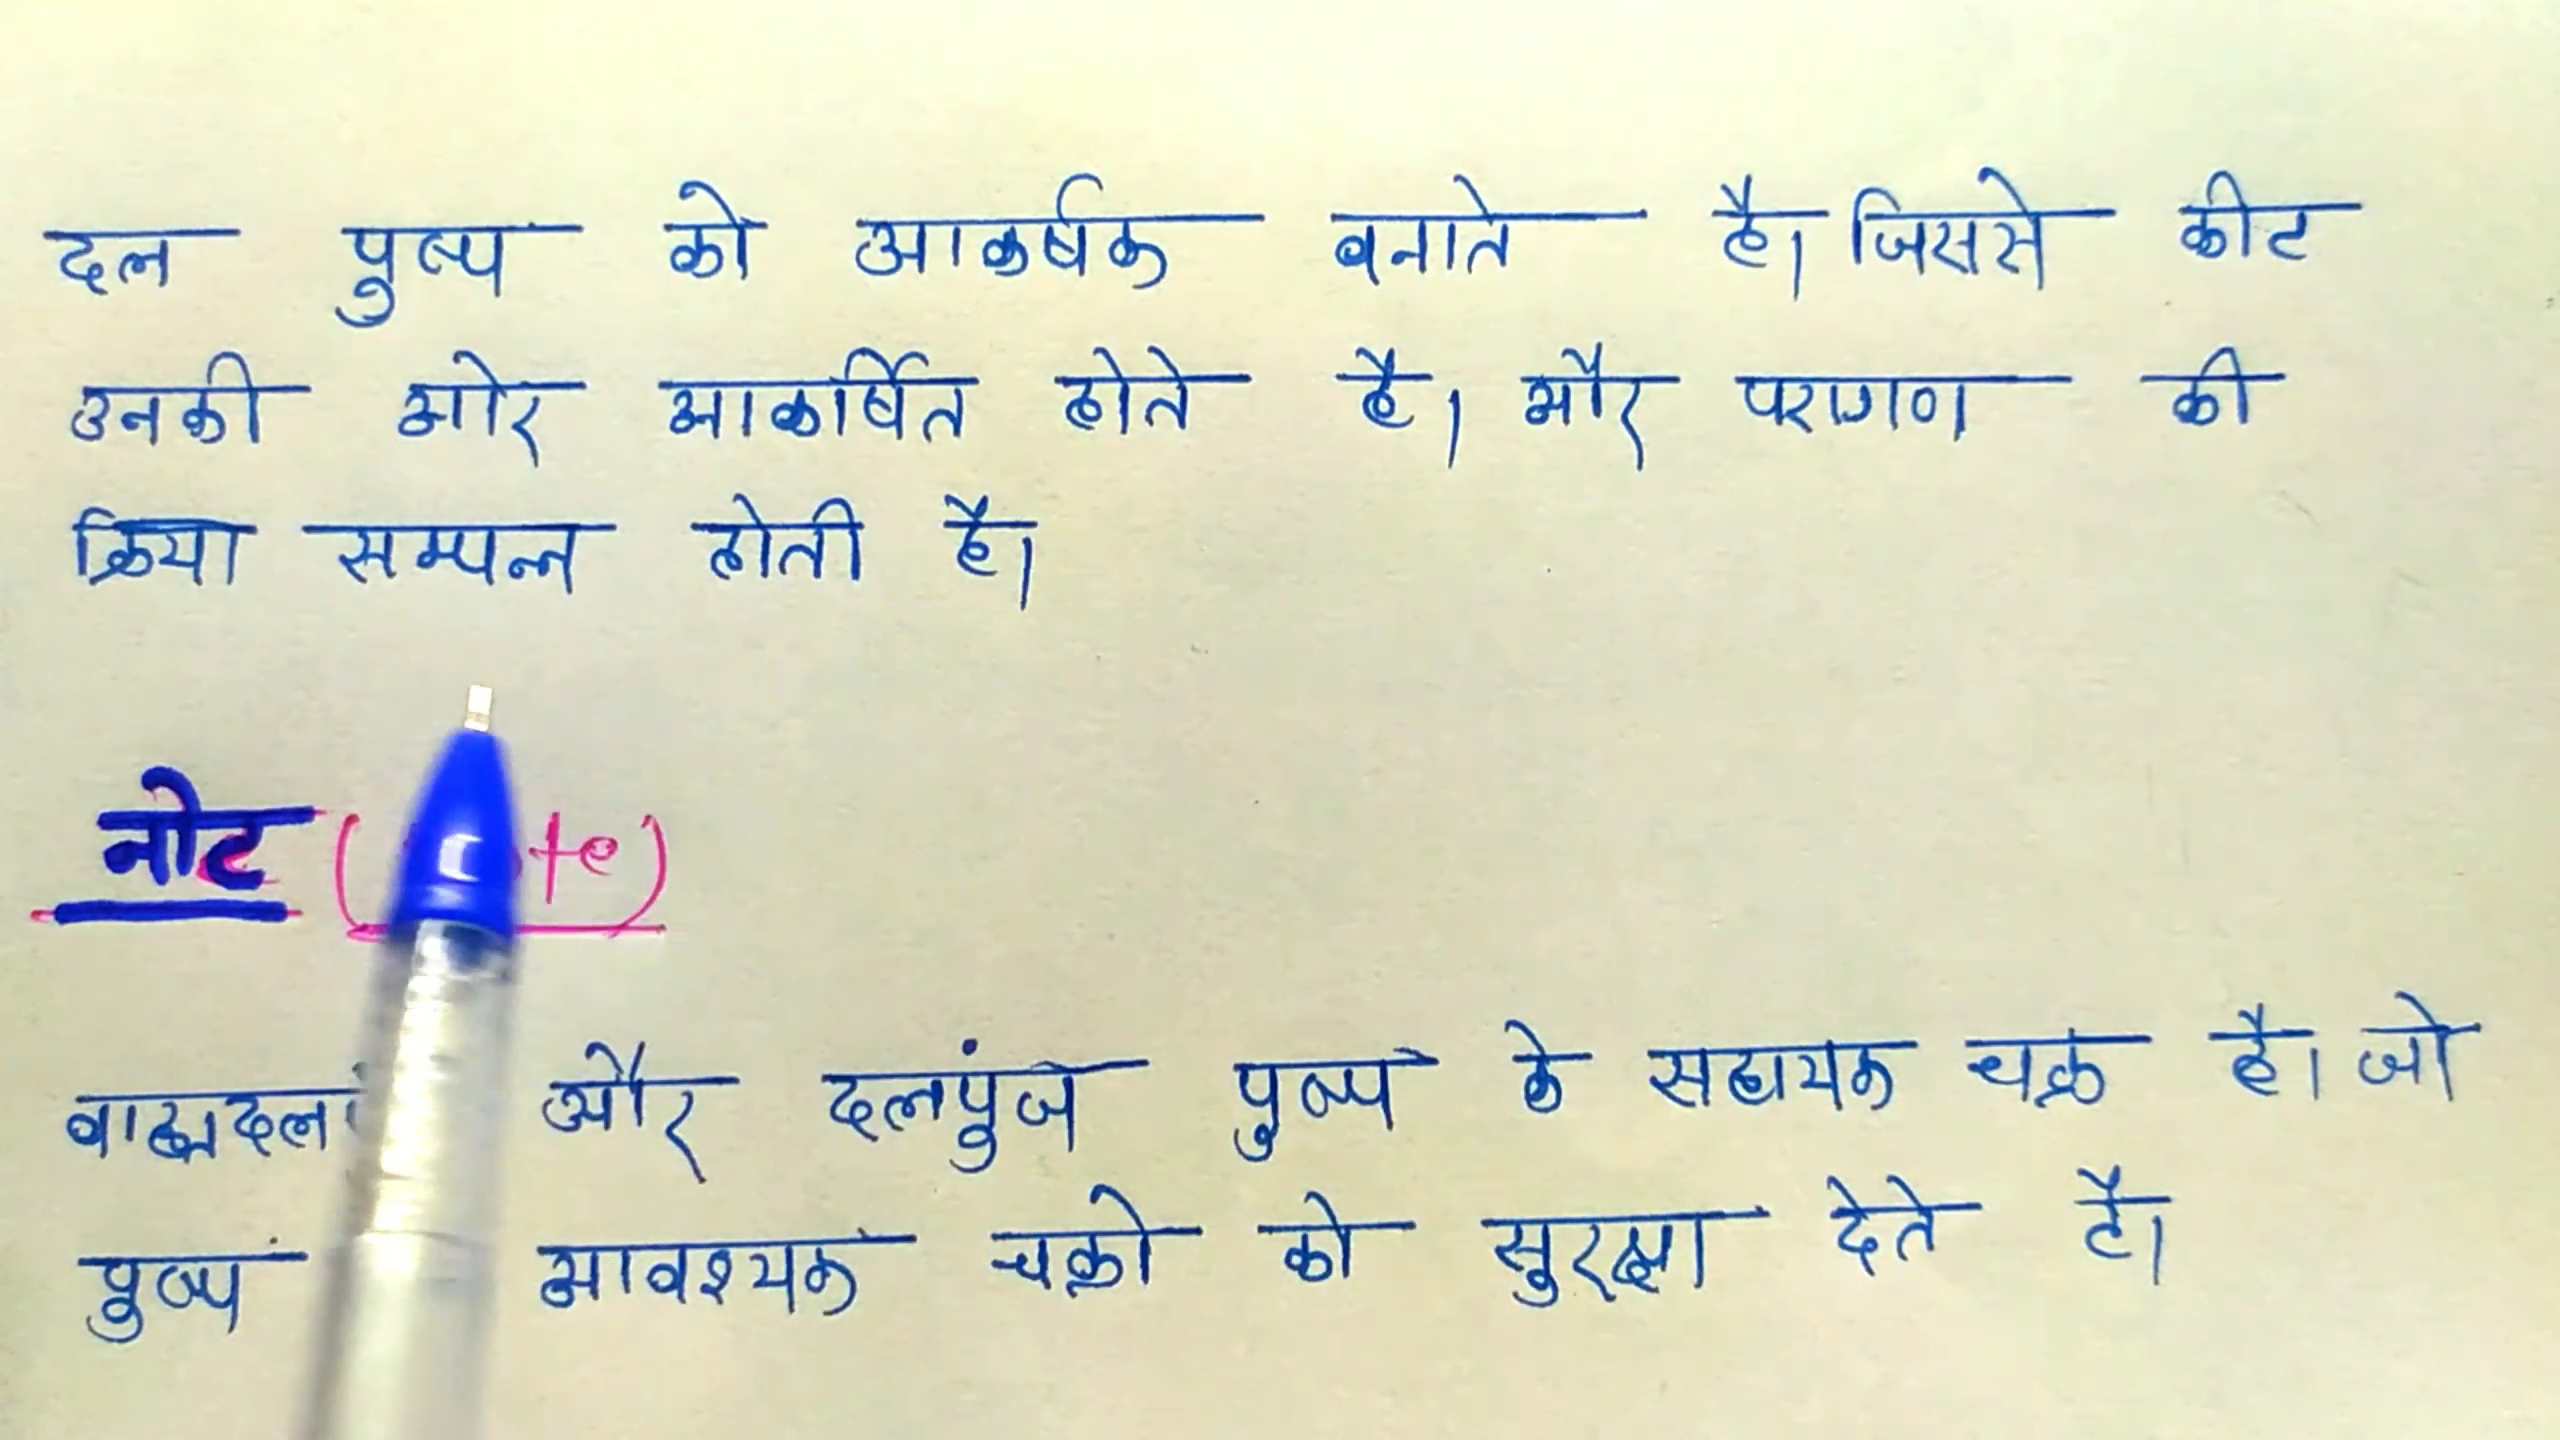 दल पुष्प को आकर्षक बनाते है। जिससे कीट
उनकी ओर आकर्षित होते है। और परागण की
क्रिया सम्पन्न होती है।
नोट
और दलपुंज पुष्प के सहायक चक्र है। जो
पुष्प आवश्यक चक्रो को सुरक्षा देते है।